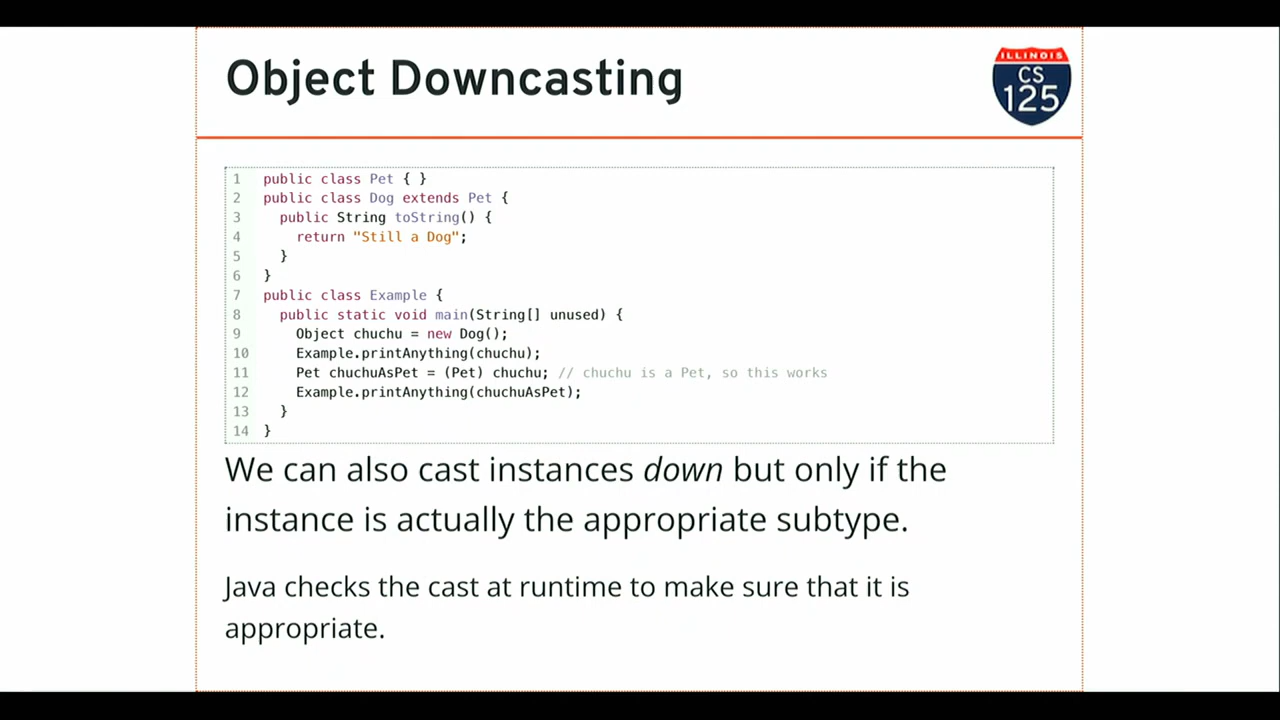 Object Downcasting
ILLINOIS
CS
125
1 public class Pet { }
2 public class Dog extends Pet {
3   public String toString() {
4     return "Still a Dog";
5   }
6 }
7 public class Example {
8   public static void main(String[] unused) {
9     Object chuchu = new Dog();
10     Example.printAnything(chuchu);
11     Pet chuchuAsPet = (Pet) chuchu; // chuchu is a Pet, so this works
12     Example.printAnything(chuchuAsPet);
13   }
14 }
We can also cast instances down but only if the
instance is actually the appropriate subtype.
Java checks the cast at runtime to make sure that it is
appropriate.